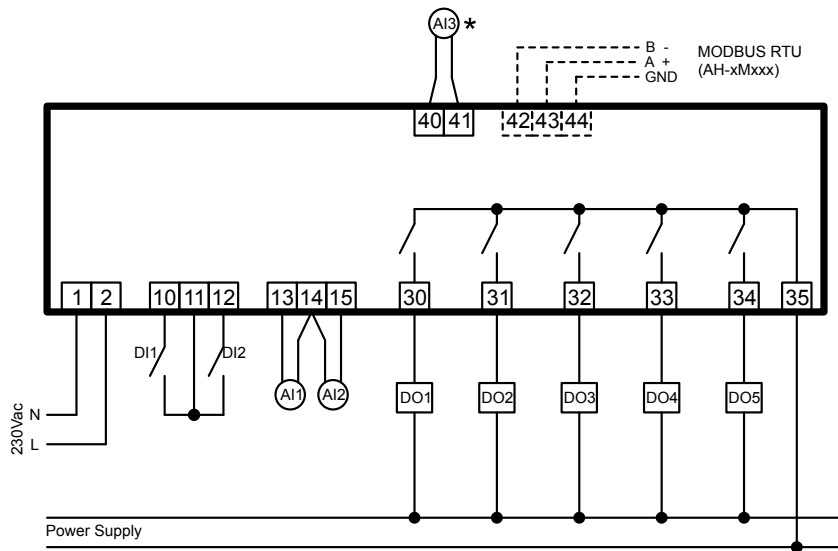 AI3 *
B -
A +
GND
MODBUS RTU
(AH-xMxxx)
40 41 42 43 44
1 2 10 11 12 13 14 15 30 31 32 33 34 35
DI1 DI2
AI1 AI2
DO1 DO2 DO3 DO4 DO5
230Vac
N
L
Power Supply